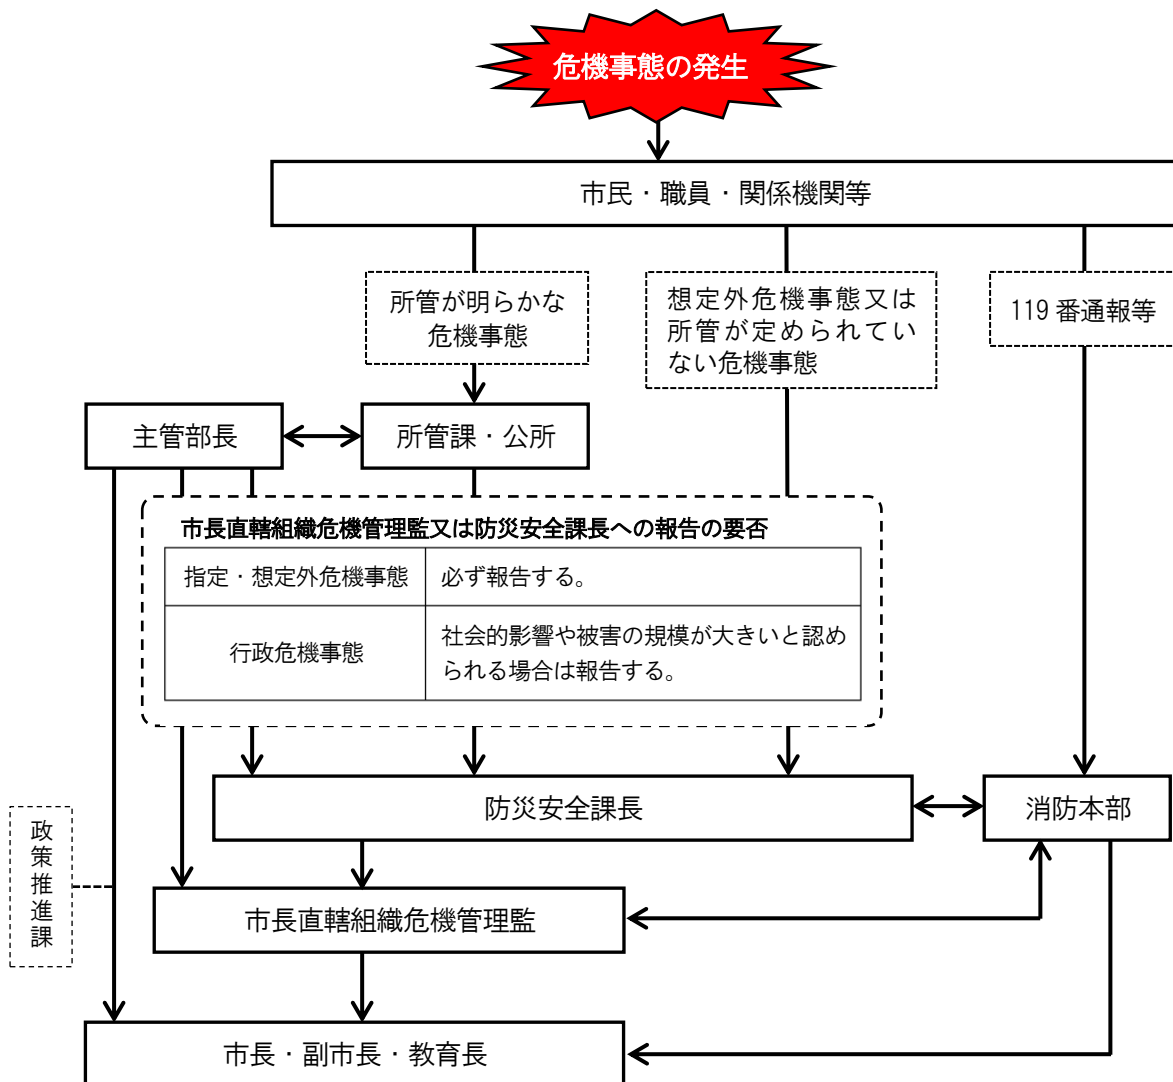 危機事態の発生
市民・職員・関係機関等
所管が明らかな
危機事態
想定外危機事態又は
所管が定められてい
ない危機事態
119番通報等
主管部長
所管課・公所
市長直轄組織危機管理監又は防災安全課長への報告の要否
指定・想定外危機事態
必ず報告する。
行政危機事態
社会的影響や被害の規模が大きいと認め
られる場合は報告する。
防災安全課長
消防本部
政策推進課
市長直轄組織危機管理監
市長・副市長・教育長